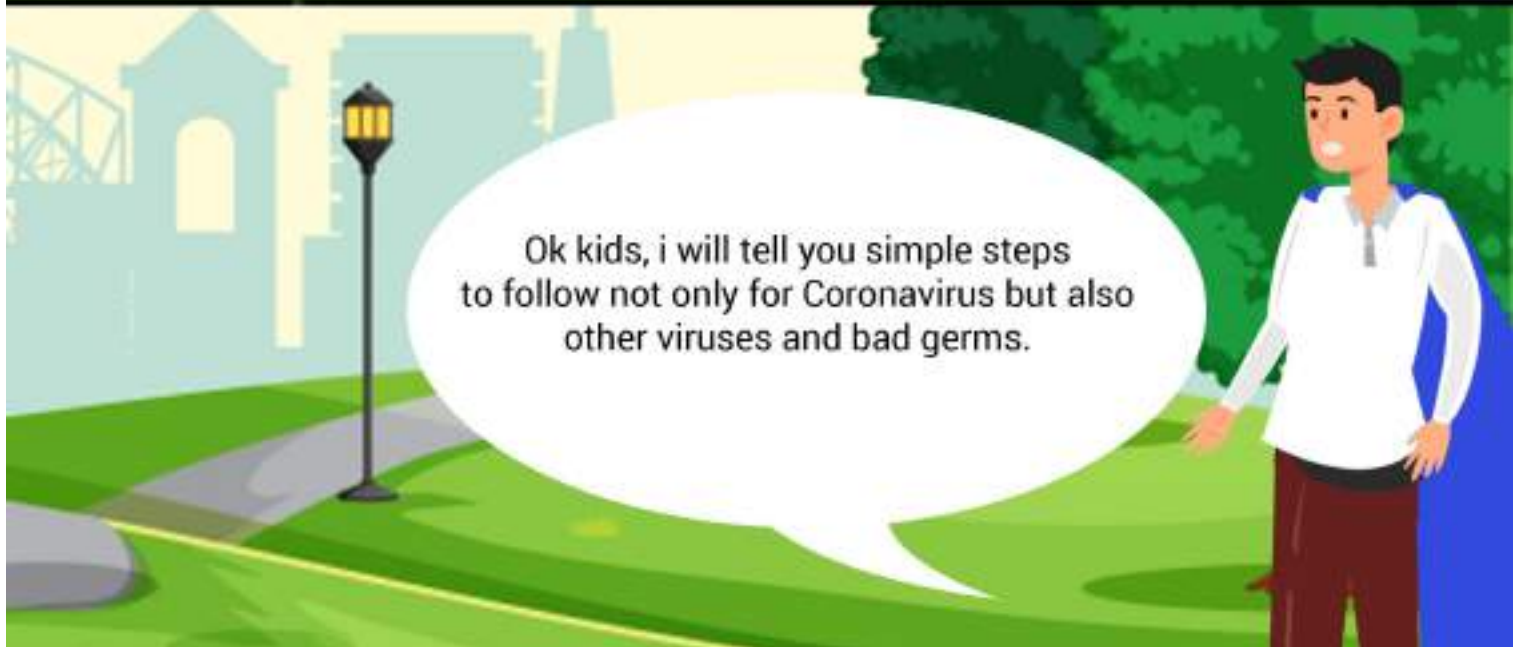 Ok kids, i will tell you simple steps
to follow not only for Coronavirus but also
other viruses and bad germs.